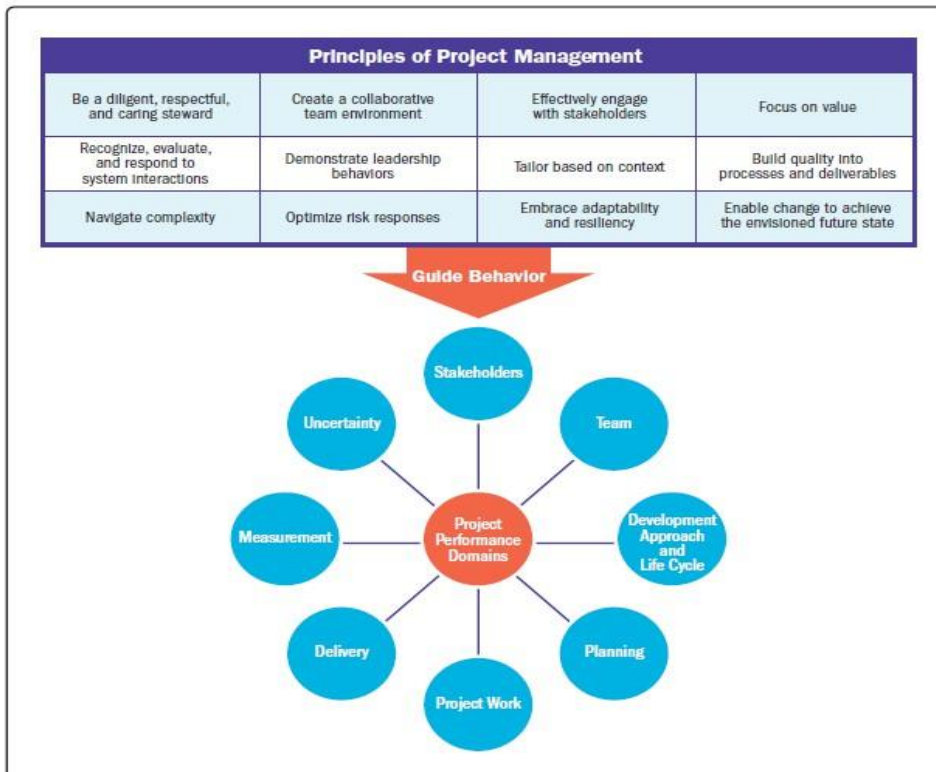 Principles of Project Management
Be a diligent, respectful,
and caring steward
Create a collaborative
team environment
Effectively engage
with stakeholders
Focus on value
Recognize, evaluate,
and respond to
system interactions
Demonstrate leadership
behaviors
Tailor based on context
Build quality into
processes and deliverables
Navigate complexity
Optimize risk responses
Embrace adaptability
and resiliency
Enable change to achieve
the envisioned future state
Guide Behavior
Stakeholders
Uncertainty
Team
Measurement
Project
Performance
Domains
Development
Approach
and
Life Cycle
Delivery
Planning
Project Work